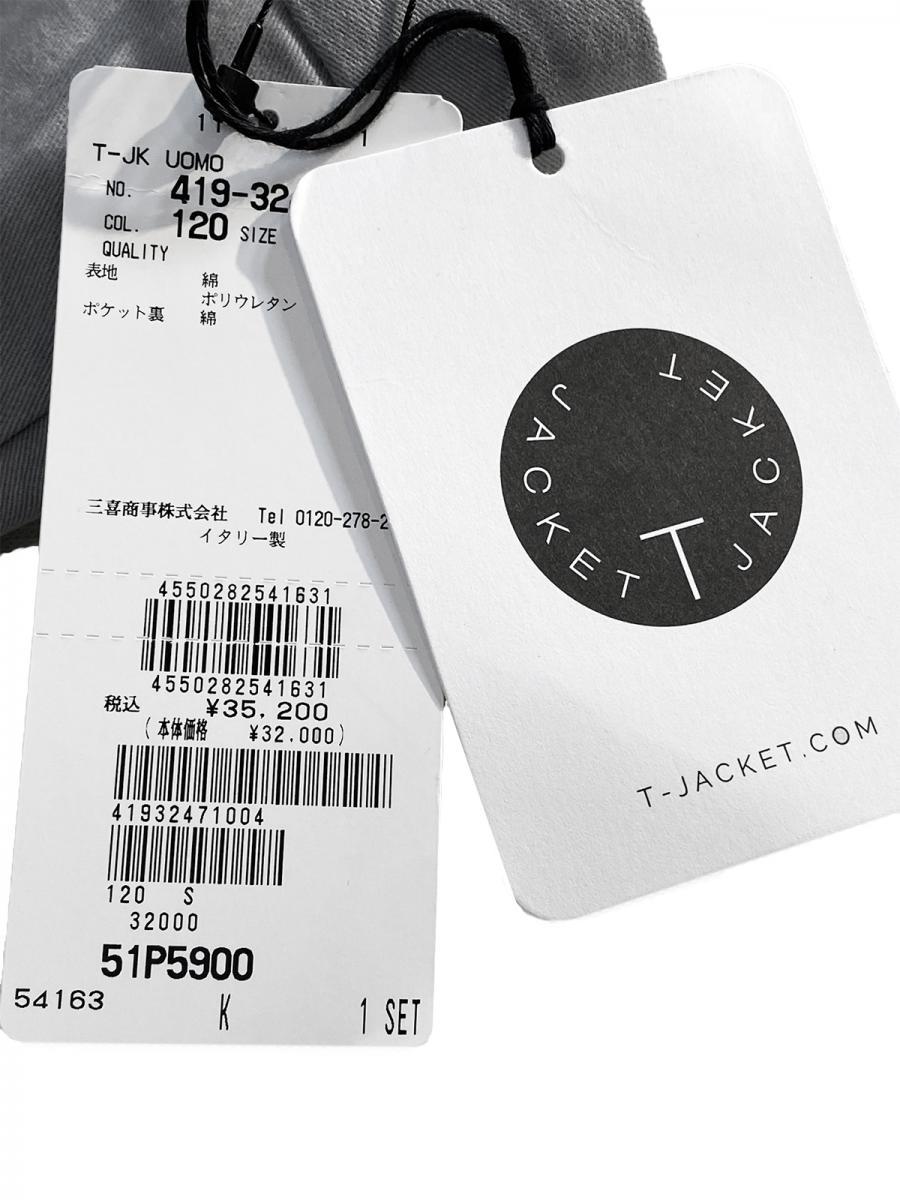 T-JK UOMO
NO. 419-32
COL. 120 SIZE
QUALITY
表地 綿
ポリウレタン
ポケット裏 綿
三喜商事株式会社 Tel 0120-278-2
イタリー製
4550282541631
4550282541631
税込 ¥35,200
(本体価格 ¥32,000)
41932471004
120 S
32000
51P5900
54163 K 1 SET
JACKET
T
JACKET
T-JACKET.COM